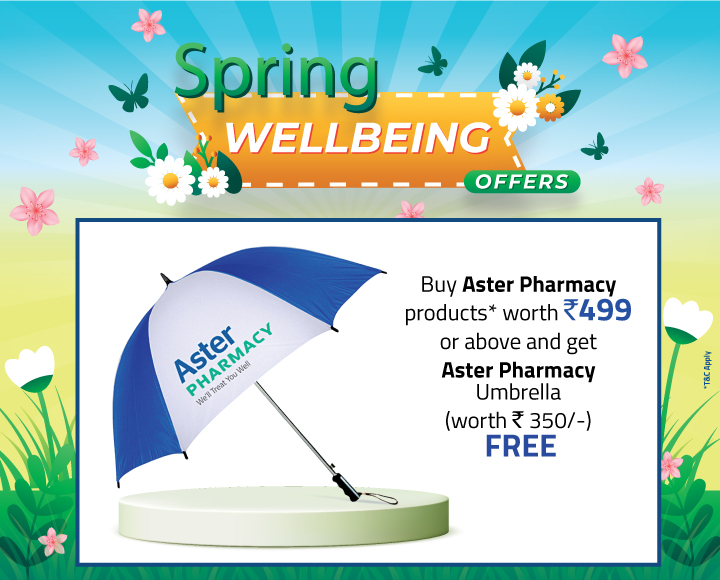 Spring
WELLBEING
OFFERS
Aster
PHARMACY
We'll Treat You Well
Buy Aster Pharmacy
products* worth ₹499
or above and get
Aster Pharmacy
Umbrella
(worth ₹ 350/-)
FREE
*T&C Apply